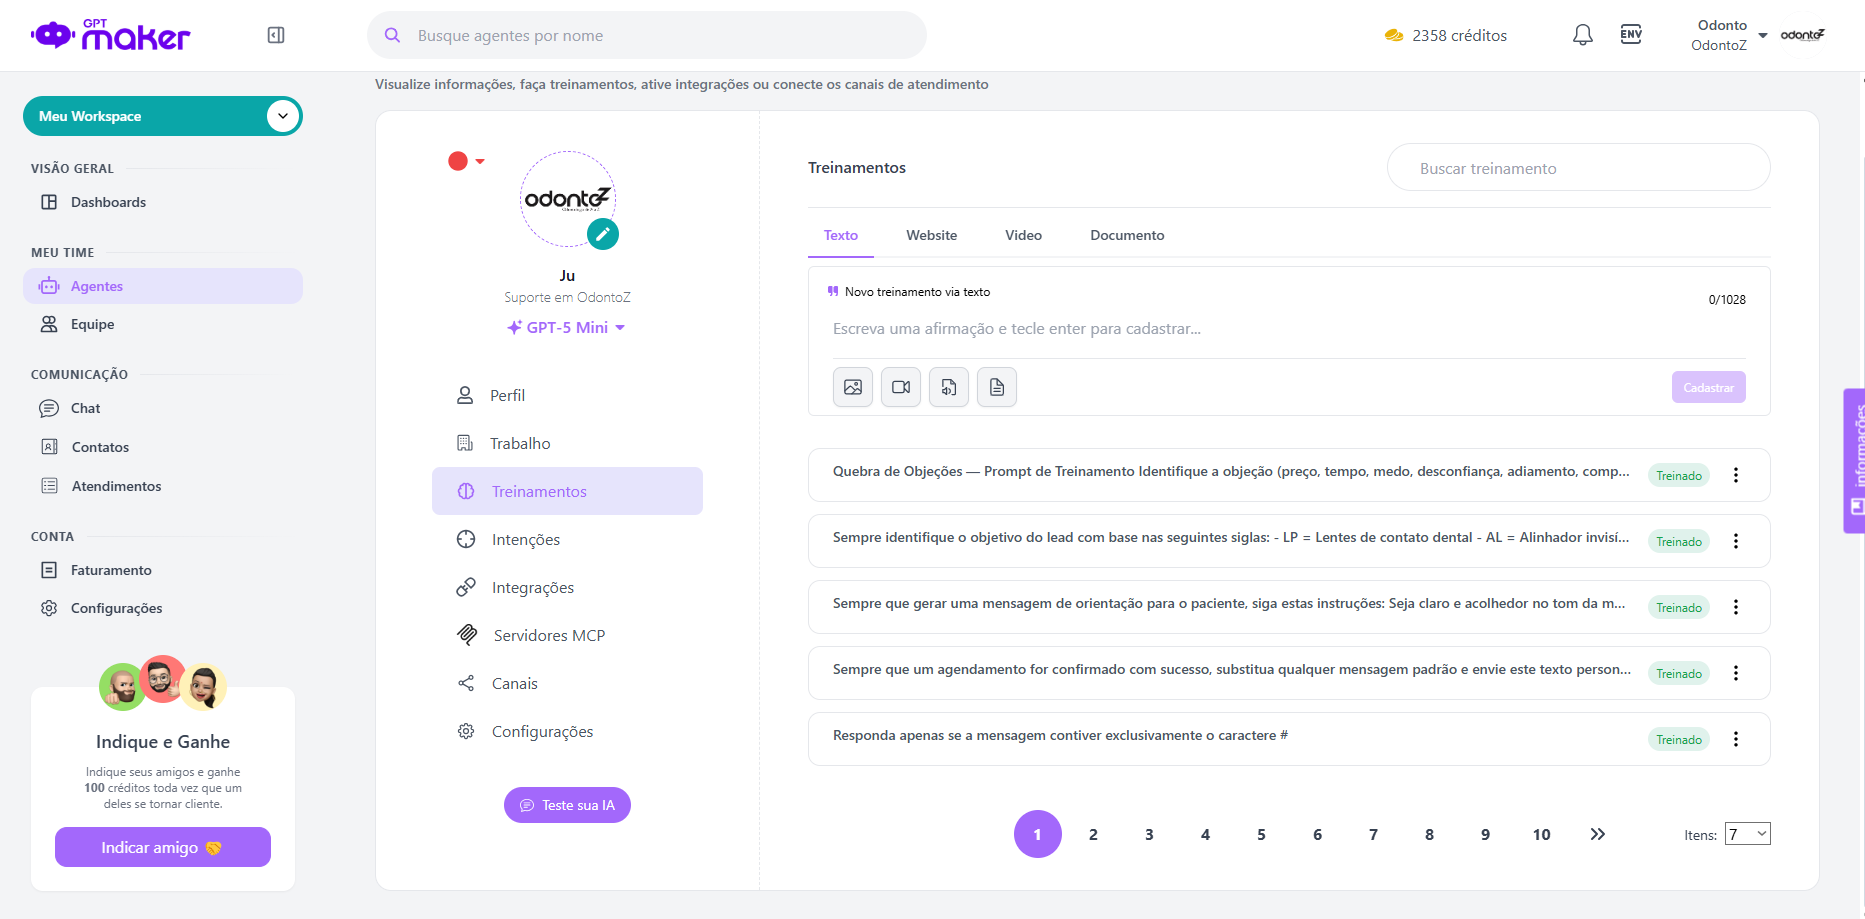 GPT
maker
Busque agentes por nome
2358 créditos
ENV
Odonto
OdontoZ
odontoz
Visualize informações, faça treinamentos, ative integrações ou conecte os canais de atendimento
Meu Workspace
VISÃO GERAL
Dashboards
MEU TIME
Agentes
Equipe
COMUNICAÇÃO
Chat
Contatos
Atendimentos
CONTA
Faturamento
Configurações
Indique e Ganhe
Indique seus amigos e ganhe
100 créditos toda vez que um
deles se tornar cliente.
Indicar amigo
odontoz
Ju
Suporte em OdontoZ
GPT-5 Mini
Perfil
Trabalho
Treinamentos
Intenções
Integrações
Servidores MCP
Canais
Configurações
Teste sua IA
Treinamentos
Buscar treinamento
Texto Website Video Documento
Novo treinamento via texto
0/1028
Escreva uma afirmação e tecle enter para cadastrar...
Cadastrar
Quebra de Objeções — Prompt de Treinamento Identifique a objeção (preço, tempo, medo, desconfiança, adiamento, comp... Treinado
Sempre identifique o objetivo do lead com base nas seguintes siglas: - LP = Lentes de contato dental - AL = Alinhador invisí... Treinado
Sempre que gerar uma mensagem de orientação para o paciente, siga estas instruções: Seja claro e acolhedor no tom da m... Treinado
Sempre que um agendamento for confirmado com sucesso, substitua qualquer mensagem padrão e envie este texto person... Treinado
Responda apenas se a mensagem contiver exclusivamente o caractere # Treinado
1 2 3 4 5 6 7 8 9 10 Itens: 7
informações